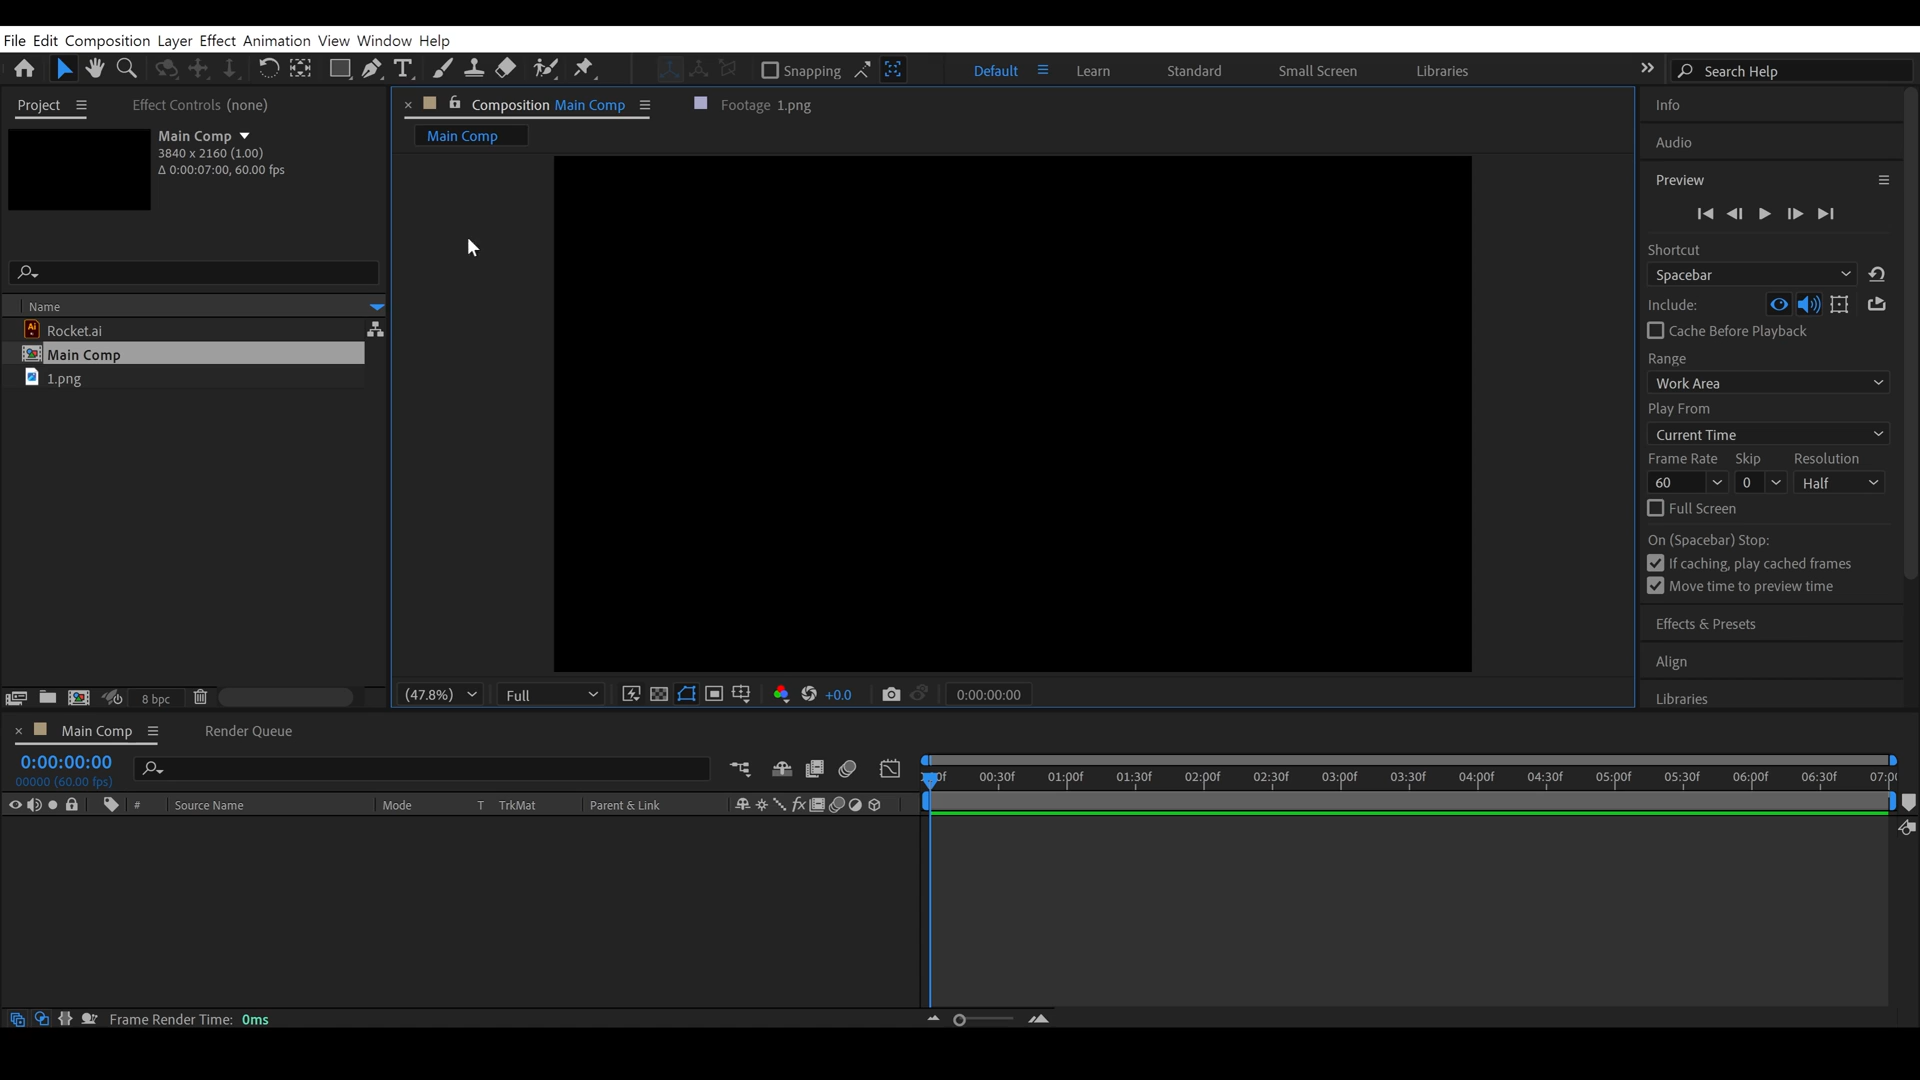 File Edit Composition Layer Effect Animation View Window Help
Snapping
Default
Learn
Standard
Small Screen
Libraries
Search Help
Project
Effect Controls (none)
Composition Main Comp
Footage 1.png
Main Comp
3840 x 2160 (1.00)
Δ 0:00:07:00, 60.00 fps
Main Comp
Name
Rocket.ai
Main Comp
1.png
8 bpc
(47.8%)
Full
+0.0
0:00:00:00
Info
Audio
Preview
Shortcut
Spacebar
Include:
Cache Before Playback
Range
Work Area
Play From
Current Time
Frame Rate Skip Resolution
60 0 Half
Full Screen
On (Spacebar) Stop:
If caching, play cached frames
Move time to preview time
Effects & Presets
Align
Libraries
Main Comp
Render Queue
0:00:00:00
00000 (60.00 fps)
# Source Name Mode T TrkMat Parent & Link
00:30f 01:00f 01:30f 02:00f 02:30f 03:00f 03:30f 04:00f 04:30f 05:00f 05:30f 06:00f 06:30f
Frame Render Time: 0ms